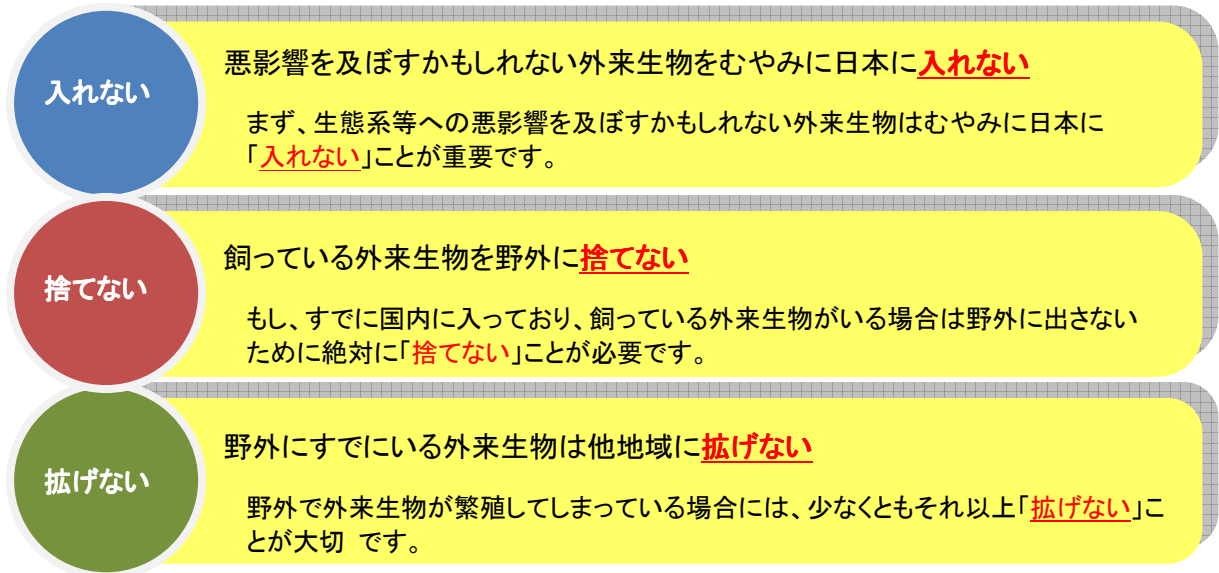 入れない
悪影響を及ぼすかもしれない外来生物をむやみに日本に入れない
まず、生態系等への悪影響を及ぼすかもしれない外来生物はむやみに日本に
「入れない」ことが重要です。
捨てない
飼っている外来生物を野外に捨てない
もし、すでに国内に入っており、飼っている外来生物がいる場合は野外に出さない
ために絶対に「捨てない」ことが必要です。
拡げない
野外にすでにいる外来生物は他地域に拡げない
野外で外来生物が繁殖してしまっている場合には、少なくともそれ以上「拡げない」こ
とが大切 です。